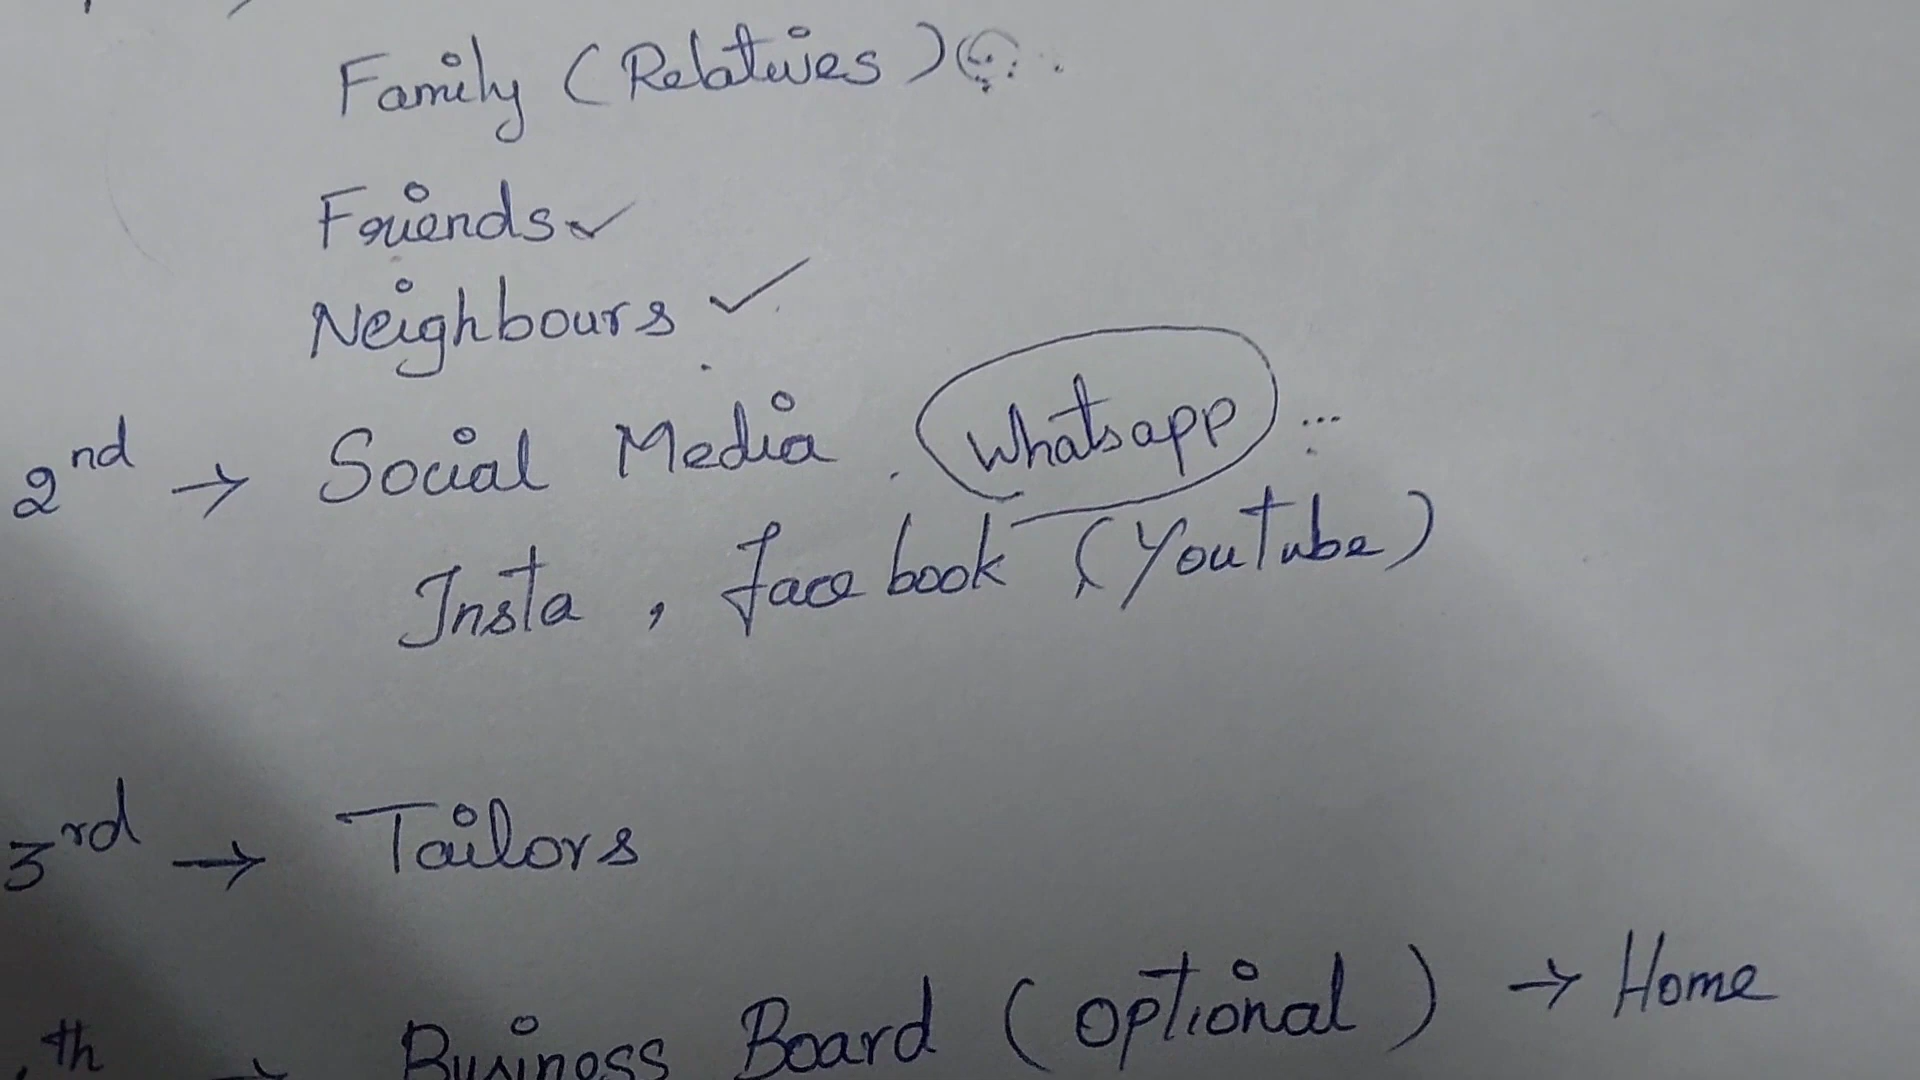 Family (Relatives)
Friends ✓
Neighbours ✓
2nd → Social Media. Whatsapp ...
Insta, facebook (YouTube)
3rd → Tailors
th → Business Board (optional) → Home